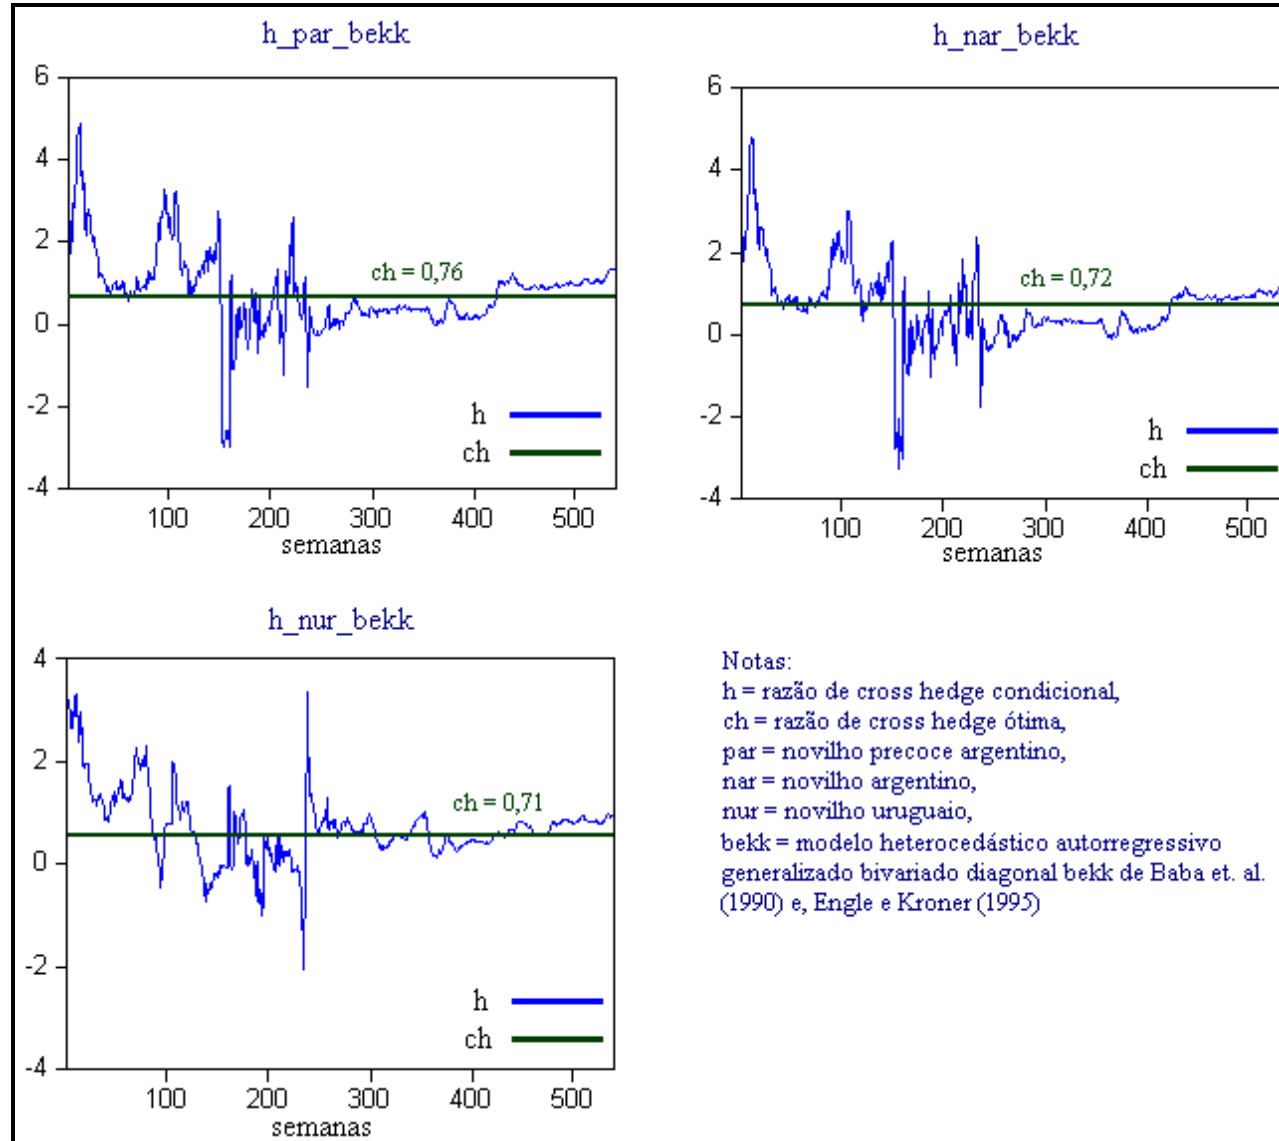 h_par_bekk
6
4
2
0
-2
-4
ch = 0,76
h
ch
100 200 300 400 500
semanas
h_nar_bekk
6
4
2
0
-2
-4
ch = 0,72
h
ch
100 200 300 400 500
semanas
h_nur_bekk
4
2
0
-2
-4
ch = 0,71
h
ch
100 200 300 400 500
semanas
Notas:
h = razão de cross hedge condicional,
ch = razão de cross hedge ótima,
par = novilho precoce argentino,
nar = novilho argentino,
nur = novilho uruguaio,
bekk = modelo heterocedástico autorregressivo
generalizado bivariado diagonal bekk de Baba et. al.
(1990) e, Engle e Kroner (1995)